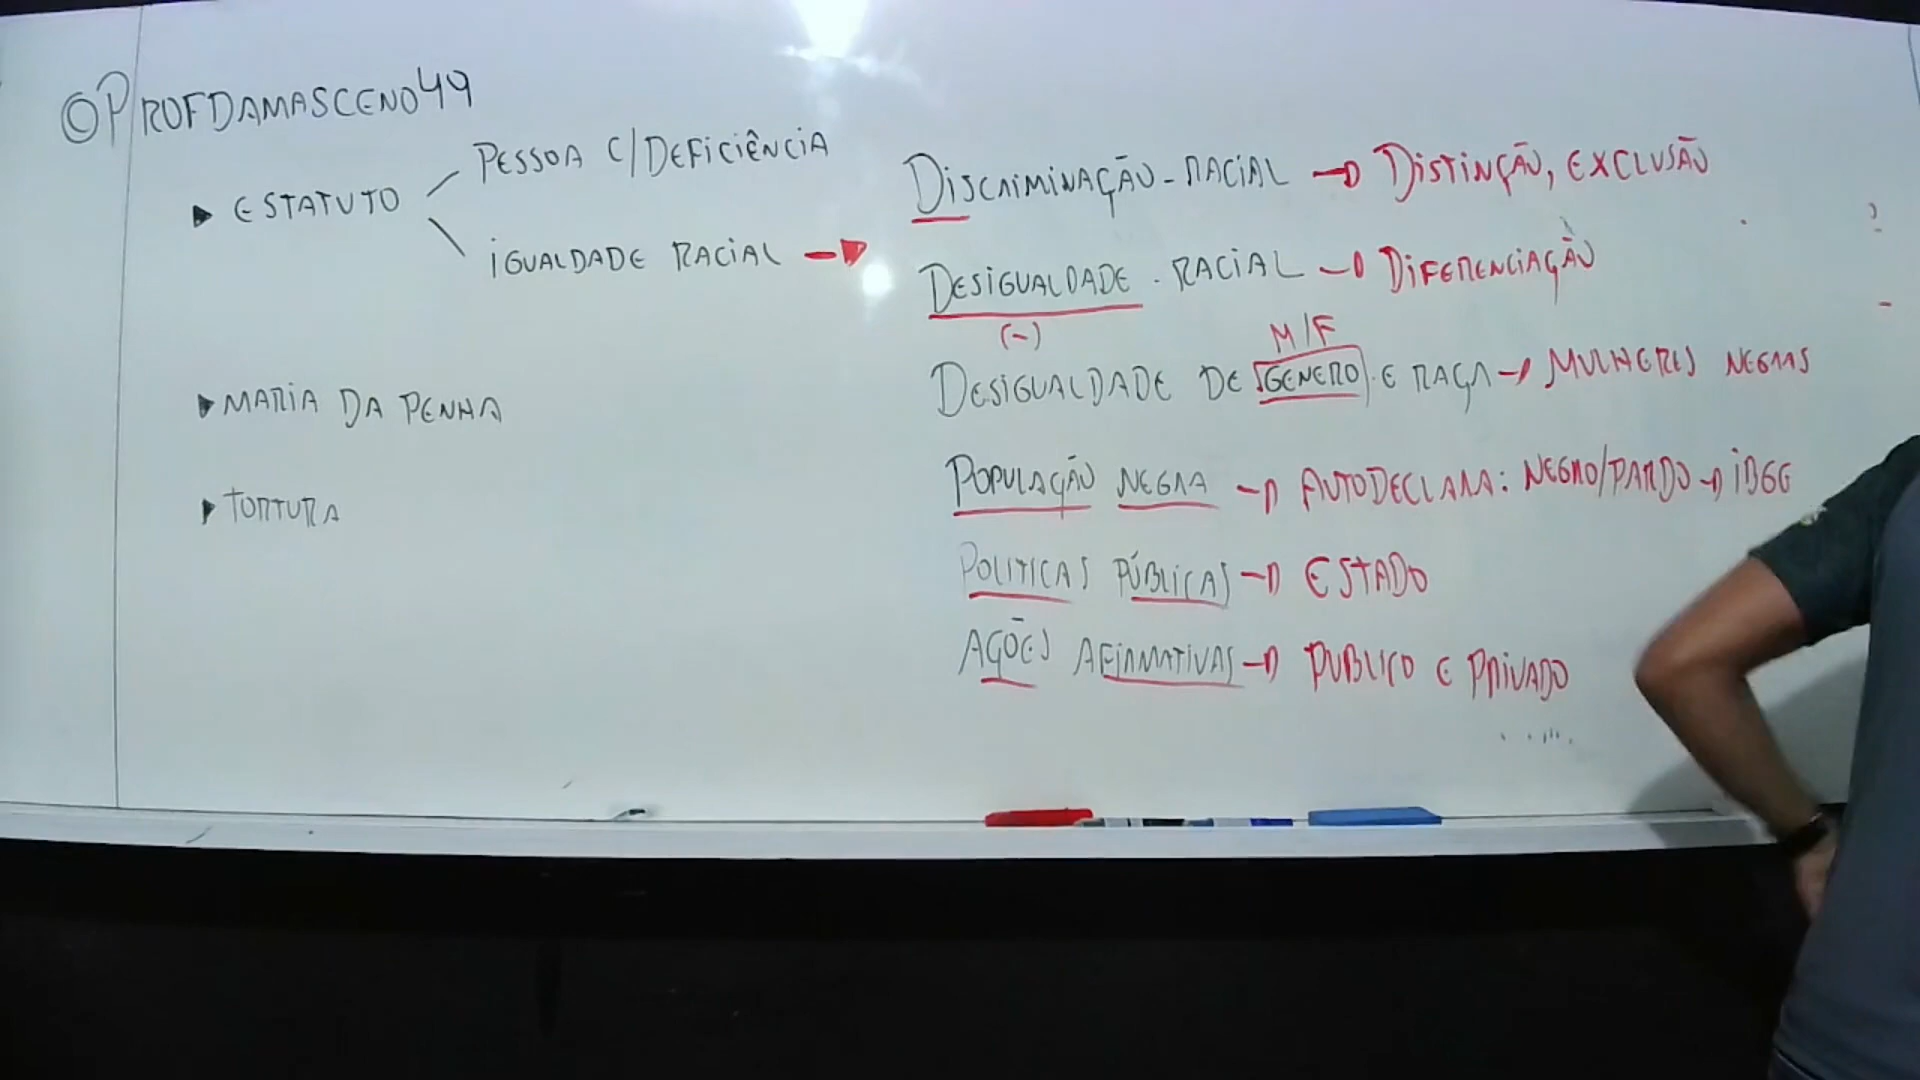 @PROFDAMASCENO49
▶ ESTATUTO
PESSOA C/DEFICIÊNCIA
IGUALDADE RACIAL →
▶ MARIA DA PENHA
▶ TORTURA
DISCRIMINAÇÃO - RACIAL → DISTINÇÃO, EXCLUSÃO
DESIGUALDADE - RACIAL → DIFERENCIAÇÃO
(-)
M/F
DESIGUALDADE DE GENERO E RAÇA → MULHERES NEGRAS
POPULAÇÃO NEGRA → AUTODECLARA: NEGRO/PARDO → IBGE
POLITICAS PÚBLICAS → ESTADO
AÇÕES AFIRMATIVAS → PUBLICO E PRIVADO